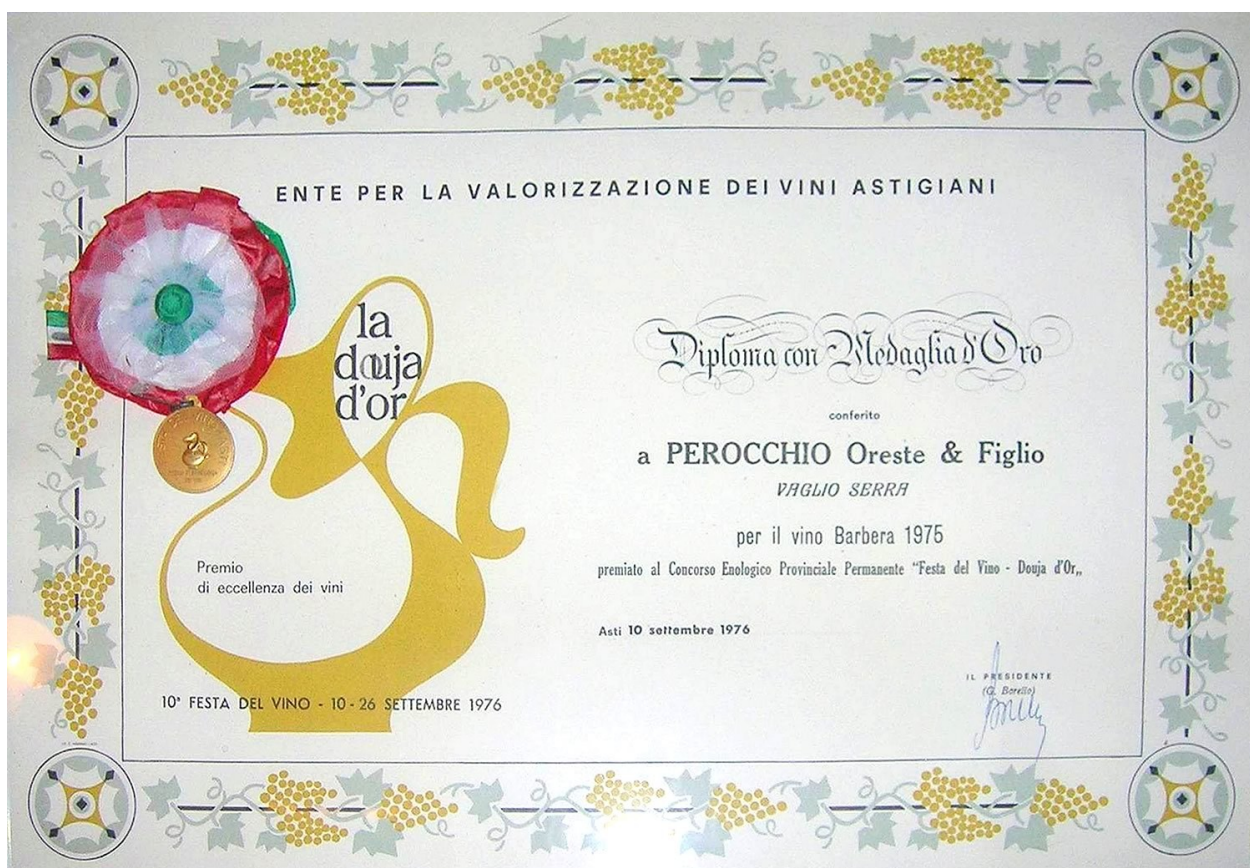 ENTE PER LA VALORIZZAZIONE DEI VINI ASTIGIANI
la
douja
d'or
Premio
di eccellenza dei vini
10ª FESTA DEL VINO - 10 - 26 SETTEMBRE 1976
Diploma con Medaglia d'Oro
conferito
a PEROCCHIO Oreste & Figlio
VAGLIO SERRA
per il vino Barbera 1975
premiato al Concorso Enologico Provinciale Permanente “Festa del Vino - Douja d'Or„
Asti 10 settembre 1976
IL PRESIDENTE
(G. Borello)